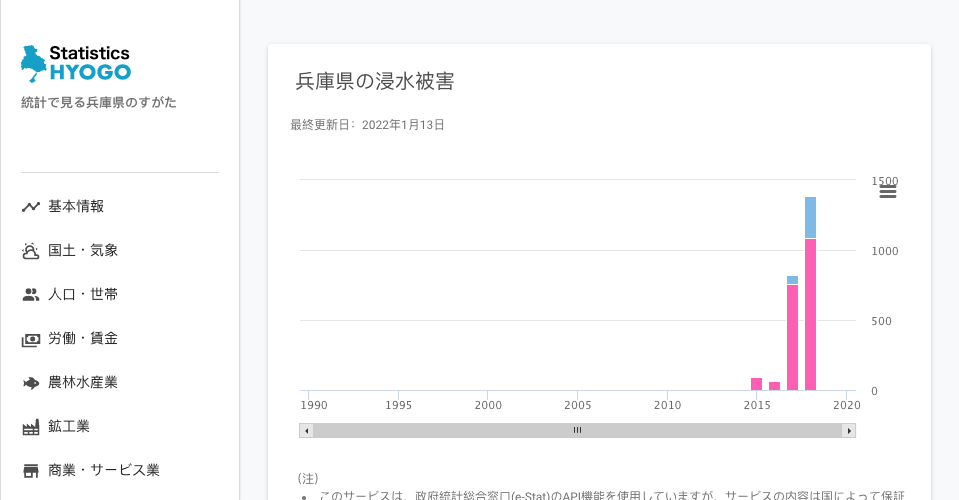 Statistics
HYOGO
統計で見る兵庫県のすがた
基本情報
国土・気象
人口・世帯
労働・賃金
農林水産業
鉱工業
商業・サービス業
兵庫県の浸水被害
最終更新日：2022年1月13日
1500
1000
500
0
1990 1995 2000 2005 2010 2015 2020
（注）
• このサービスは、政府統計総合窓口(e-Stat)のAPI機能を使用していますが、サービスの内容は国によって保証